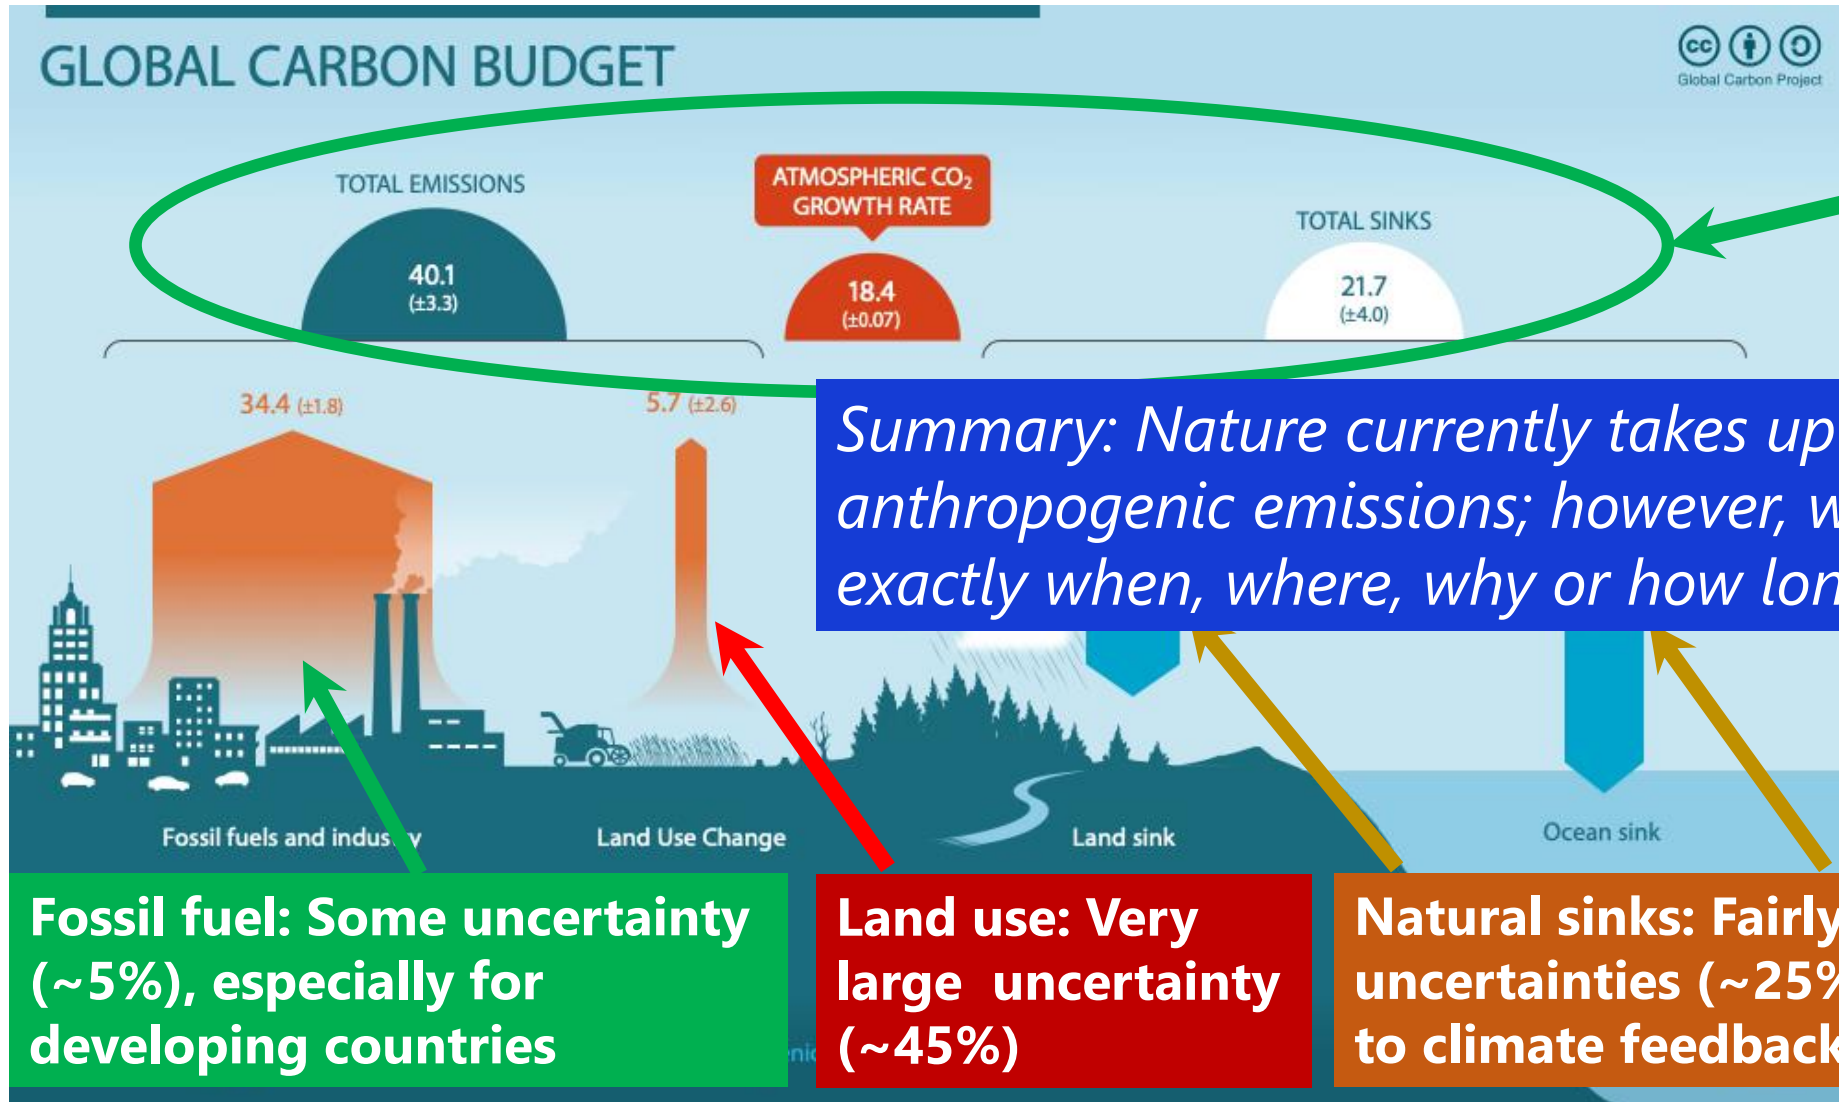 GLOBAL CARBON BUDGET
cc
Global Carbon Project
TOTAL EMISSIONS
40.1
(±3.3)
ATMOSPHERIC CO₂
GROWTH RATE
18.4
(±0.07)
TOTAL SINKS
21.7
(±4.0)
34.4 (±1.8)
5.7 (±2.6)
Summary: Nature currently takes up
anthropogenic emissions; however, w
exactly when, where, why or how lon
Fossil fuels and industry
Land Use Change
Land sink
Ocean sink
Fossil fuel: Some uncertainty
(~5%), especially for
developing countries
Land use: Very
large uncertainty
(~45%)
Natural sinks: Fairly
uncertainties (~25%
to climate feedback